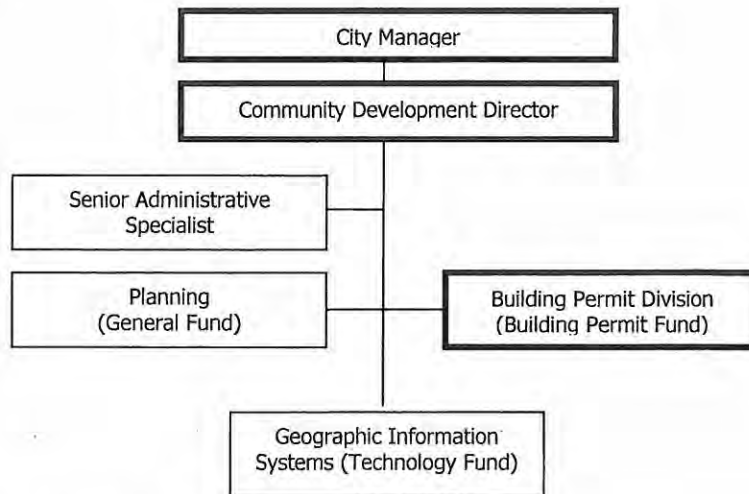 City Manager
Community Development Director
Senior Administrative
Specialist
Planning
(General Fund)
Building Permit Division
(Building Permit Fund)
Geographic Information
Systems (Technology Fund)